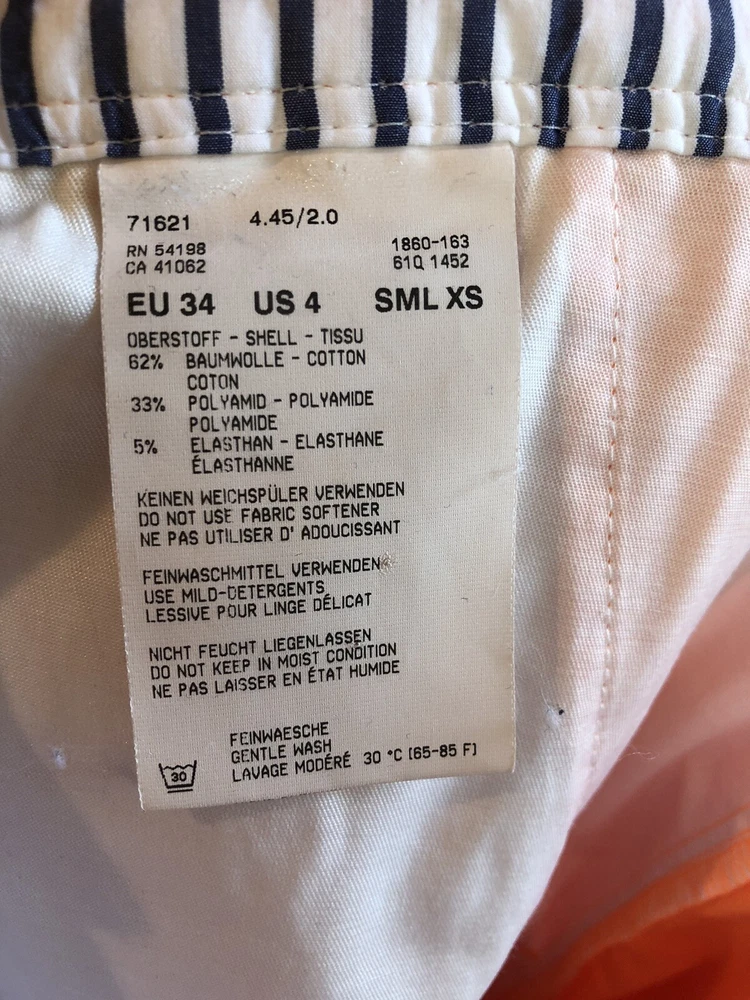 71621 4.45/2.0
RN 54198 1860-163
CA 41062 61Q 1452
EU 34 US 4 SML XS
OBERSTOFF - SHELL - TISSU
62% BAUMWOLLE - COTTON
COTON
33% POLYAMID - POLYAMIDE
POLYAMIDE
5% ELASTHAN - ELASTHANE
ÉLASTHANNE
KEINEN WEICHSPÜLER VERWENDEN
DO NOT USE FABRIC SOFTENER
NE PAS UTILISER D' ADOUCISSANT
FEINWASCHMITTEL VERWENDEN
USE MILD-DETERGENTS
LESSIVE POUR LINGE DÉLICAT
NICHT FEUCHT LIEGENLASSEN
DO NOT KEEP IN MOIST CONDITION
NE PAS LAISSER EN ÉTAT HUMIDE
FEINWAESCHE
GENTLE WASH
30 LAVAGE MODÉRÉ 30 °C (65-85 F)